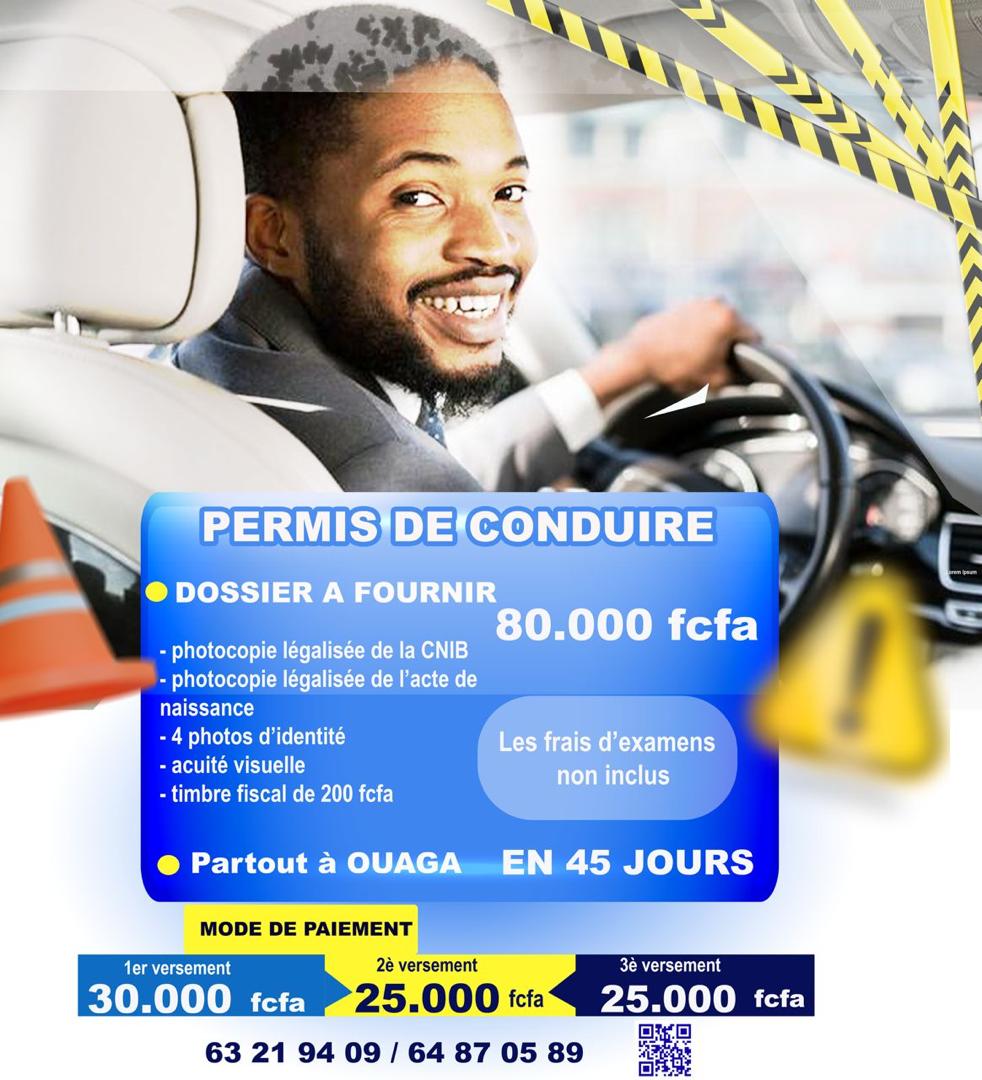 PERMIS DE CONDUIRE
DOSSIER A FOURNIR
80.000 fcfa
- photocopie légalisée de la CNIB
- photocopie légalisée de l’acte de
naissance
- 4 photos d’identité
- acuité visuelle
- timbre fiscal de 200 fcfa
Les frais d’examens
non inclus
Partout à OUAGA
EN 45 JOURS
MODE DE PAIEMENT
1er versement
30.000 fcfa
2è versement
25.000 fcfa
3è versement
25.000 fcfa
63 21 94 09 / 64 87 05 89
Lorem Ipsum